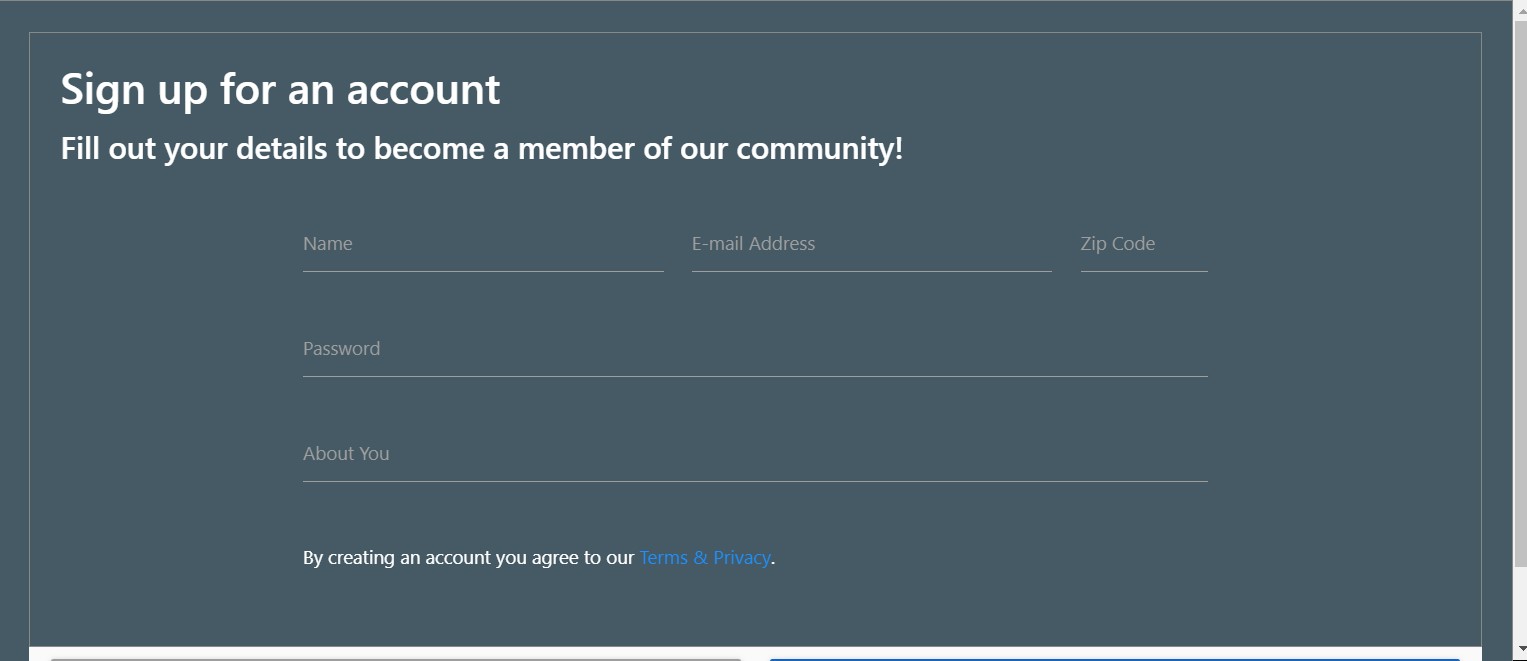 Sign up for an account
Fill out your details to become a member of our community!
Name E-mail Address Zip Code
Password
About You
By creating an account you agree to our Terms & Privacy.